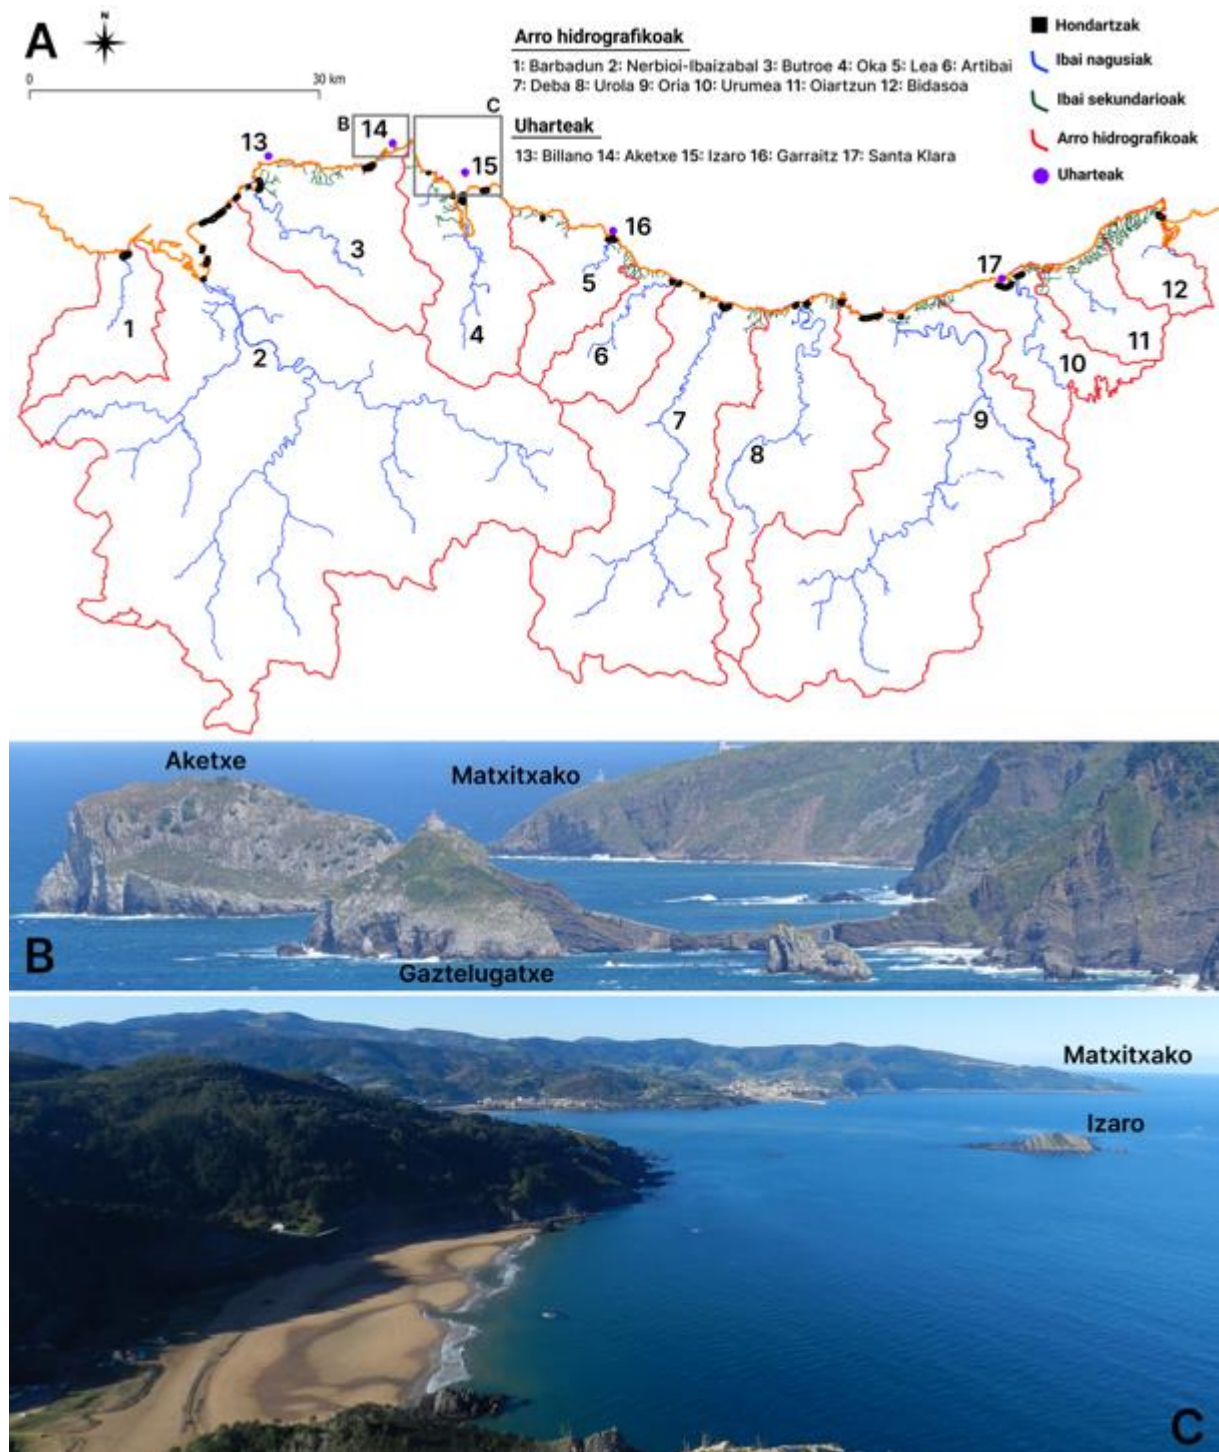 A
N
0 30 km
Arro hidrografikoak
1: Barbadun 2: Nerbioi-Ibaizabal 3: Butroe 4: Oka 5: Lea 6: Artibai
7: Deba 8: Urola 9: Oria 10: Urumea 11: Oiartzun 12: Bidasoa
Uharteak
13: Billano 14: Aketxe 15: Izaro 16: Garraitz 17: Santa Klara
Hondartzak
Ibai nagusiak
Ibai sekundarioak
Arro hidrografikoak
Uharteak
B
C
13
14
15
16
17
1
2
3
4
5
6
7
8
9
10
11
12
Aketxe
Matxitxako
Gaztelugatxe
B
Matxitxako
Izaro
C